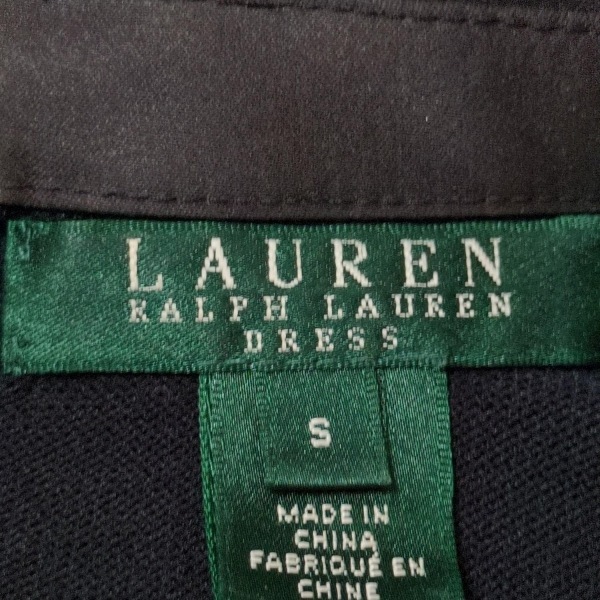 LAUREN
RALPH LAUREN
DRESS
S
MADE IN
CHINA
FABRIQUÉ EN
CHINE